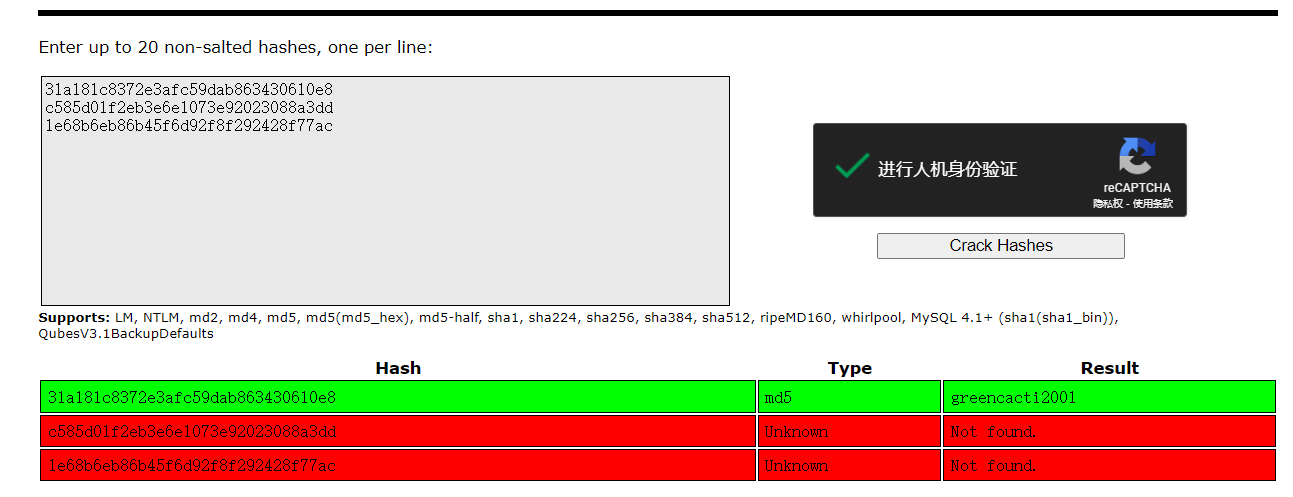 Enter up to 20 non-salted hashes, one per line:
31a181c8372e3afc59dab863430610e8
c585d01f2eb3e6e1073e92023088a3dd
1e68b6eb86b45f6d92f8f292428f77ac
进行人机身份验证
reCAPTCHA
隐私权 - 使用条款
Crack Hashes
Supports: LM, NTLM, md2, md4, md5, md5(md5_hex), md5-half, sha1, sha224, sha256, sha384, sha512, ripeMD160, whirlpool, MySQL 4.1+ (sha1(sha1_bin)),
QubesV3.1BackupDefaults
Hash Type Result
31a181c8372e3afc59dab863430610e8 md5 greencacti2001
c585d01f2eb3e6e1073e92023088a3dd Unknown Not found.
1e68b6eb86b45f6d92f8f292428f77ac Unknown Not found.